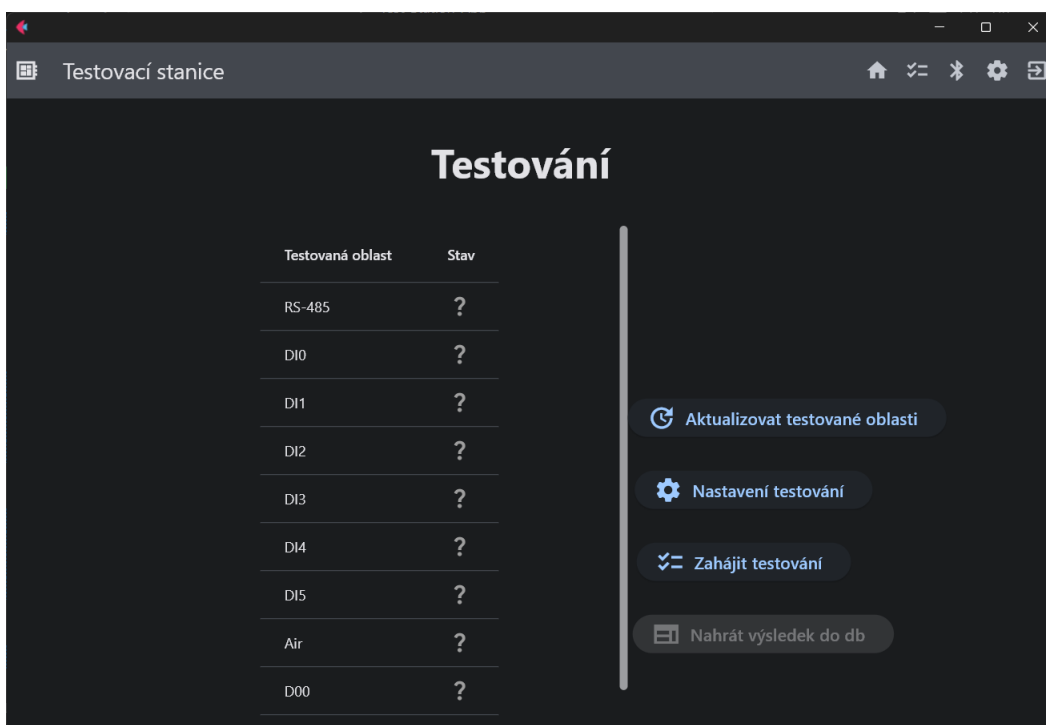 Testovací stanice
Testování
Testovaná oblast Stav
RS-485 ?
DI0 ?
DI1 ?
DI2 ?
DI3 ?
DI4 ?
DI5 ?
Air ?
D00 ?
Aktualizovat testované oblasti
Nastavení testování
Zahájit testování
Nahrát výsledek do db